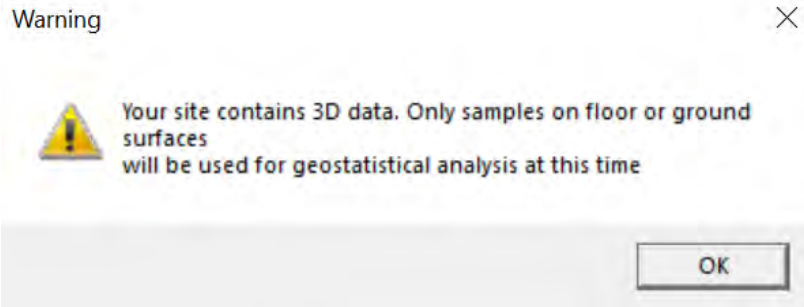 Warning
Your site contains 3D data. Only samples on floor or ground
surfaces
will be used for geostatistical analysis at this time
OK